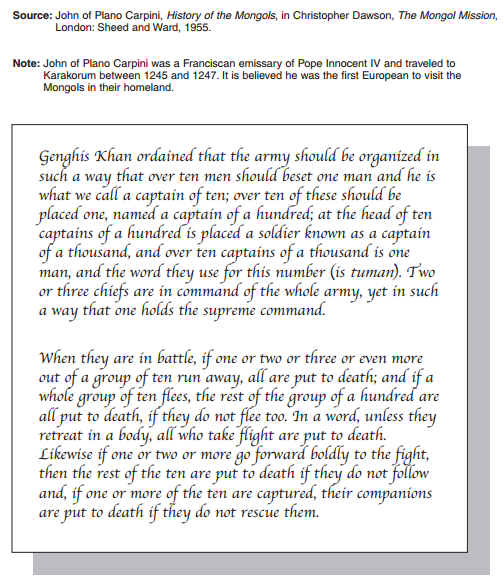 Source: John of Plano Carpini, History of the Mongols, in Christopher Dawson, The Mongol Mission,
London: Sheed and Ward, 1955.
Note: John of Plano Carpini was a Franciscan emissary of Pope Innocent IV and traveled to
Karakorum between 1245 and 1247. It is believed he was the first European to visit the
Mongols in their homeland.
Genghis Khan ordained that the army should be organized in
such a way that over ten men should beset one man and he is
what we call a captain of ten; over ten of these should be
placed one, named a captain of a hundred; at the head of ten
captains of a hundred is placed a soldier known as a captain
of a thousand, and over ten captains of a thousand is one
man, and the word they use for this number (is tuman). Two
or three chiefs are in command of the whole army, yet in such
a way that one holds the supreme command.
When they are in battle, if one or two or three or even more
out of a group of ten run away, all are put to death; and if a
whole group of ten flees, the rest of the group of a hundred are
all put to death, if they do not flee too. In a word, unless they
retreat in a body, all who take flight are put to death.
Likewise if one or two or more go forward boldly to the fight,
then the rest of the ten are put to death if they do not follow
and, if one or more of the ten are captured, their companions
are put to death if they do not rescue them.